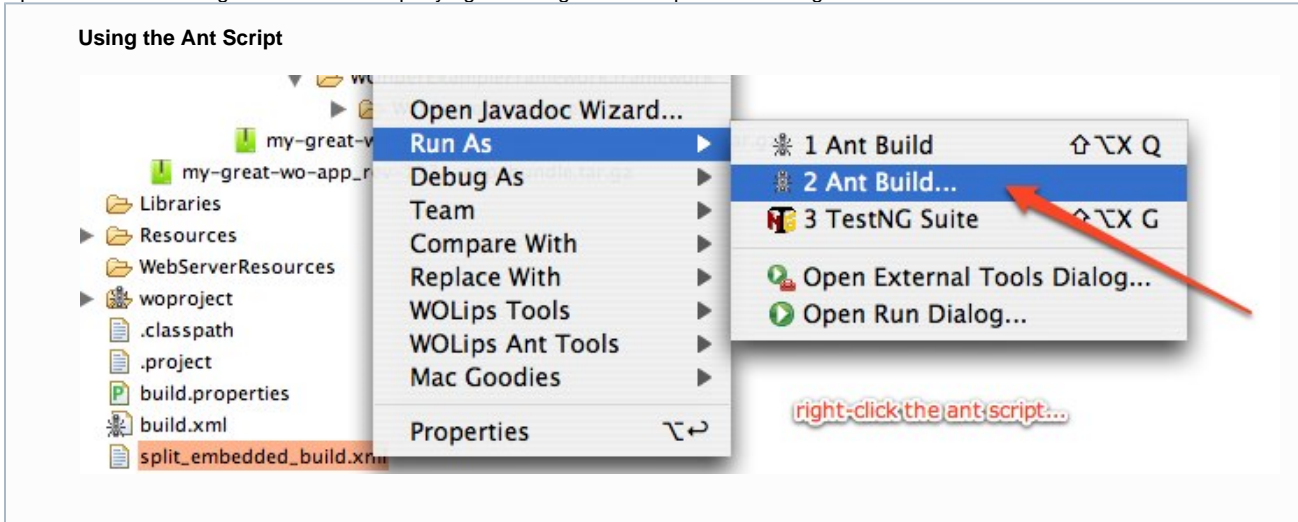 Using the Ant Script
Open Javadoc Wizard...
my-great-w
Run As
1 Ant Build ⇧⌥X Q
my-great-wo-app_r
Debug As
2 Ant Build...
Libraries
Team
3 TestNG Suite ⇧⌥X G
Resources
Compare With
WebServerResources
Replace With
Open External Tools Dialog...
woproject
WOLips Tools
Open Run Dialog...
.classpath
WOLips Ant Tools
.project
Mac Goodies
build.properties
right-click the ant script...
build.xml
Properties ⌥↩
split_embedded_build.xml